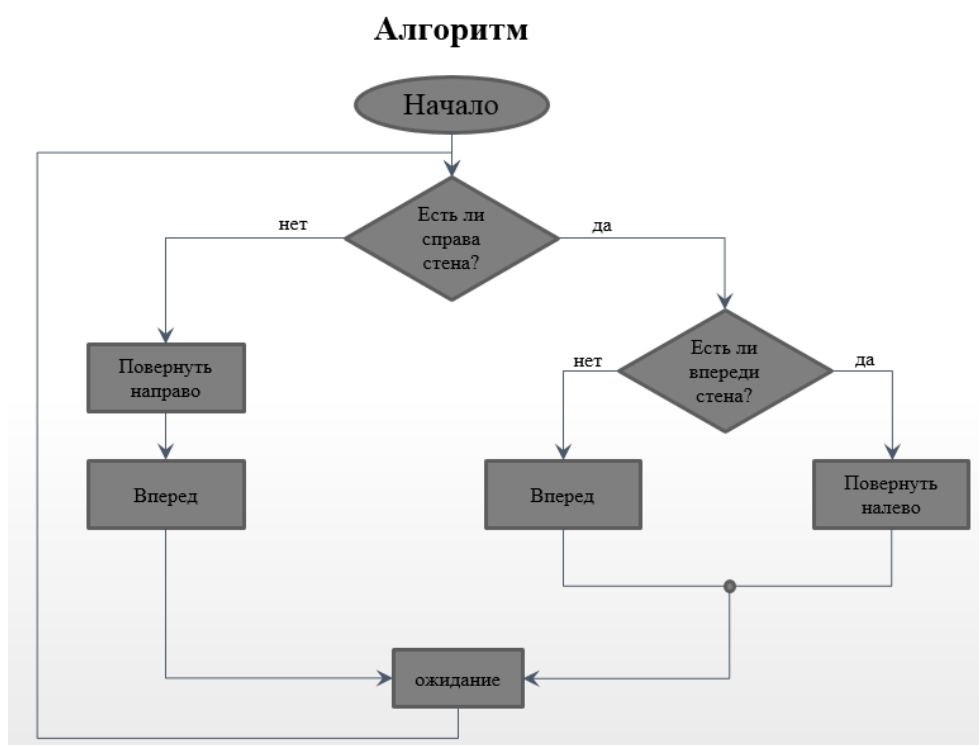 Алгоритм
Начало
Есть ли
справа
стена?
нет
да
Повернуть
направо
Вперед
Есть ли
впереди
стена?
нет
да
Вперед
Повернуть
налево
ожидание